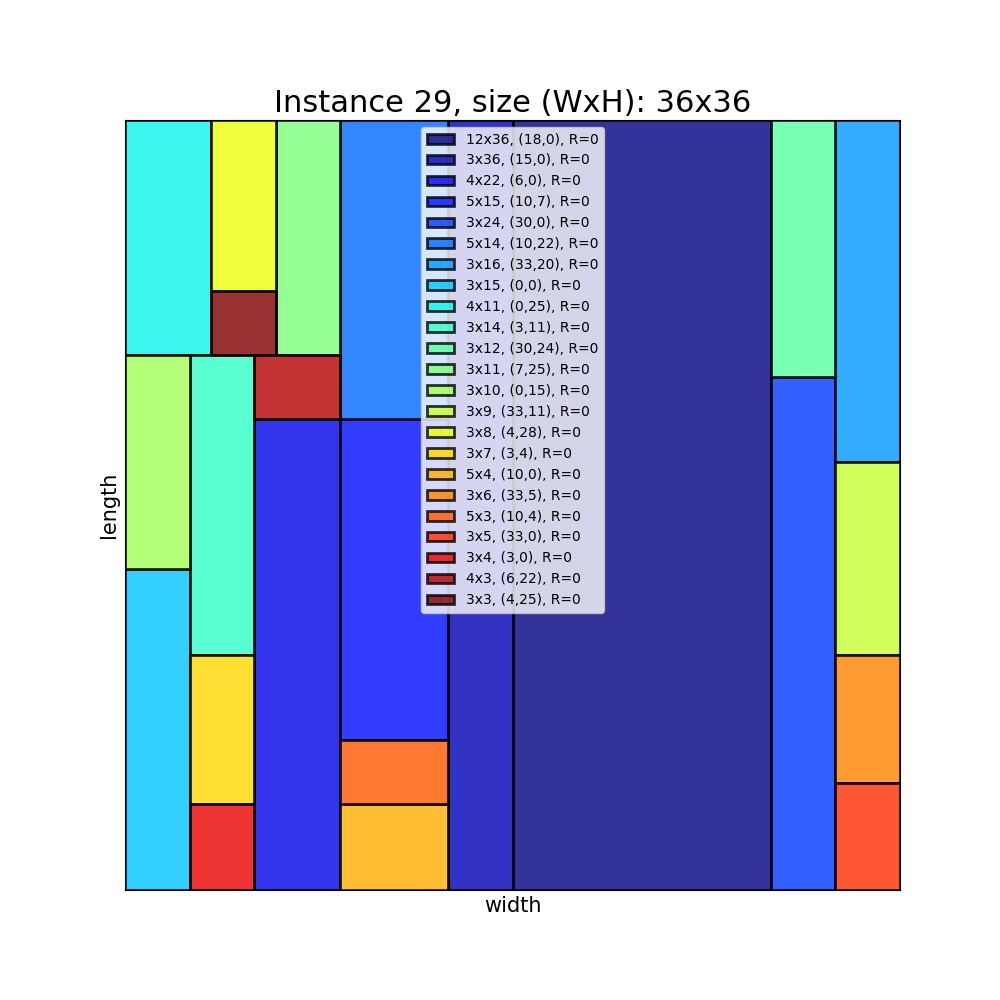 Instance 29, size (WxH): 36x36
12x36, (18,0), R=0
3x36, (15,0), R=0
4x22, (6,0), R=0
5x15, (10,7), R=0
3x24, (30,0), R=0
5x14, (10,22), R=0
3x16, (33,20), R=0
3x15, (0,0), R=0
4x11, (0,25), R=0
3x14, (3,11), R=0
3x12, (30,24), R=0
3x11, (7,25), R=0
3x10, (0,15), R=0
3x9, (33,11), R=0
3x8, (4,28), R=0
3x7, (3,4), R=0
5x4, (10,0), R=0
3x6, (33,5), R=0
5x3, (10,4), R=0
3x5, (33,0), R=0
3x4, (3,0), R=0
4x3, (6,22), R=0
3x3, (4,25), R=0
length
width